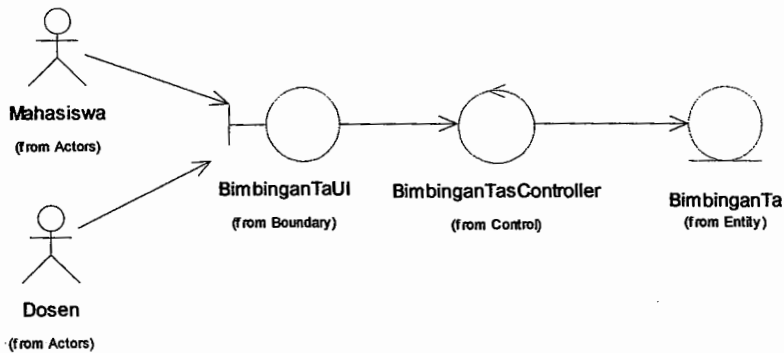 Mahasiswa
(from Actors)
BimbinganTaUI
(from Boundary)
BimbinganTasController
(from Control)
BimbinganTa
(from Entity)
Dosen
(from Actors)